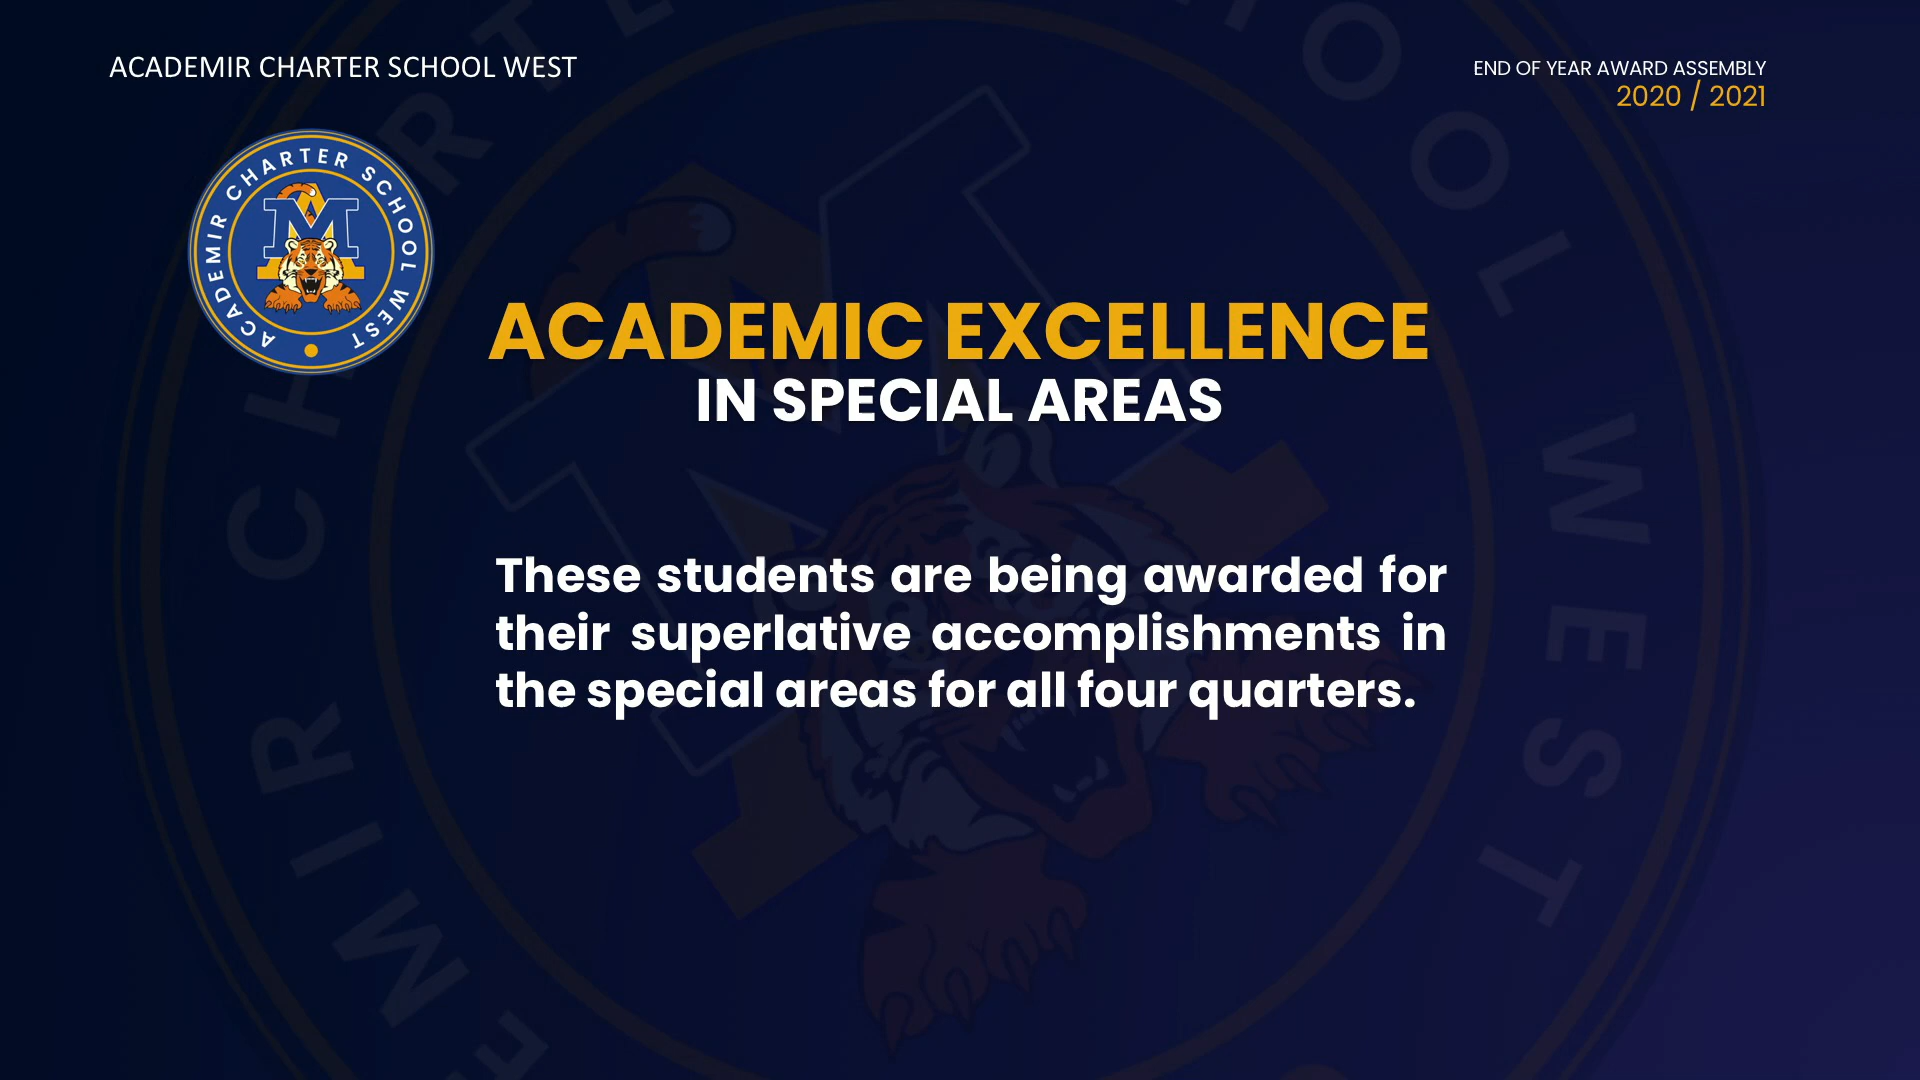 ACADEMIR CHARTER SCHOOL WEST
END OF YEAR AWARD ASSEMBLY
2020 / 2021
ACADEMIR CHARTER SCHOOL WEST
ACADEMIC EXCELLENCE
IN SPECIAL AREAS
These students are being awarded for
their superlative accomplishments in
the special areas for all four quarters.